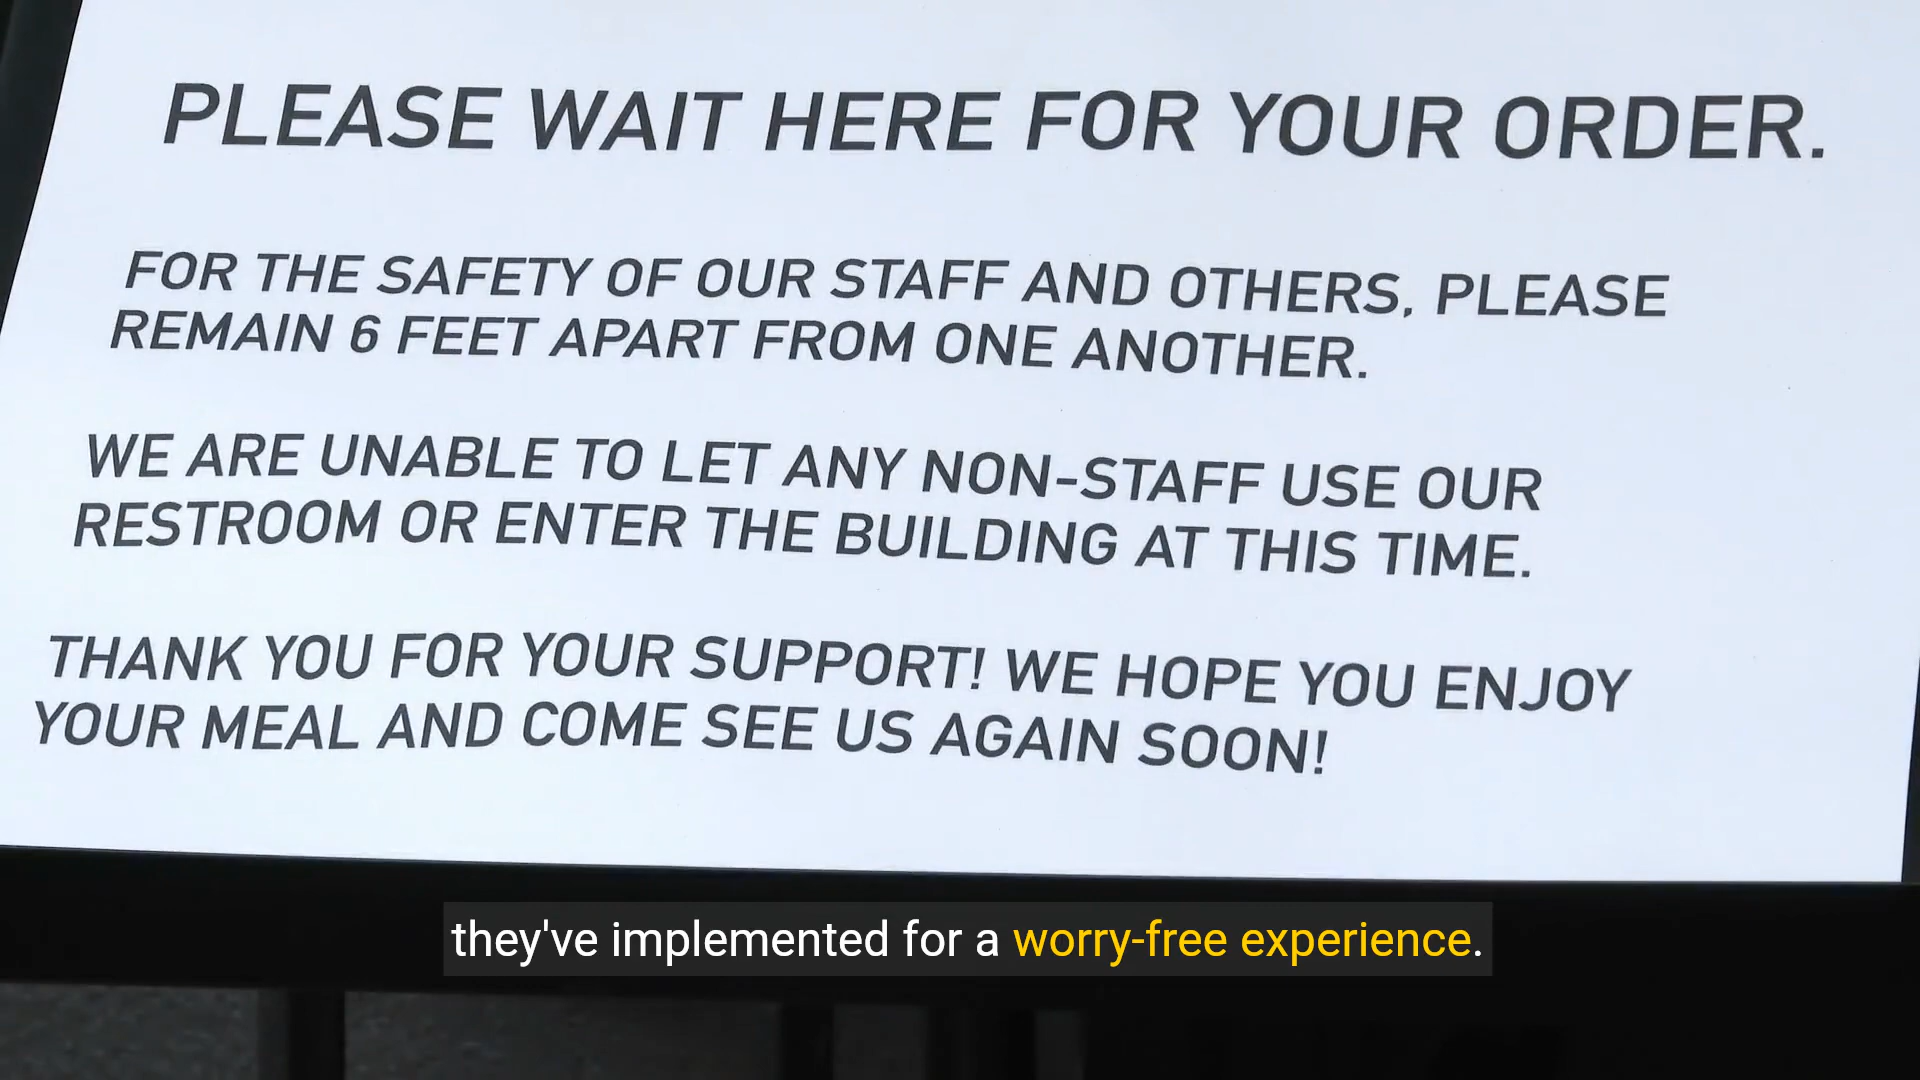 PLEASE WAIT HERE FOR YOUR ORDER.
FOR THE SAFETY OF OUR STAFF AND OTHERS, PLEASE
REMAIN 6 FEET APART FROM ONE ANOTHER.
WE ARE UNABLE TO LET ANY NON-STAFF USE OUR
RESTROOM OR ENTER THE BUILDING AT THIS TIME.
THANK YOU FOR YOUR SUPPORT! WE HOPE YOU ENJOY
YOUR MEAL AND COME SEE US AGAIN SOON!
they've implemented for a worry-free experience.